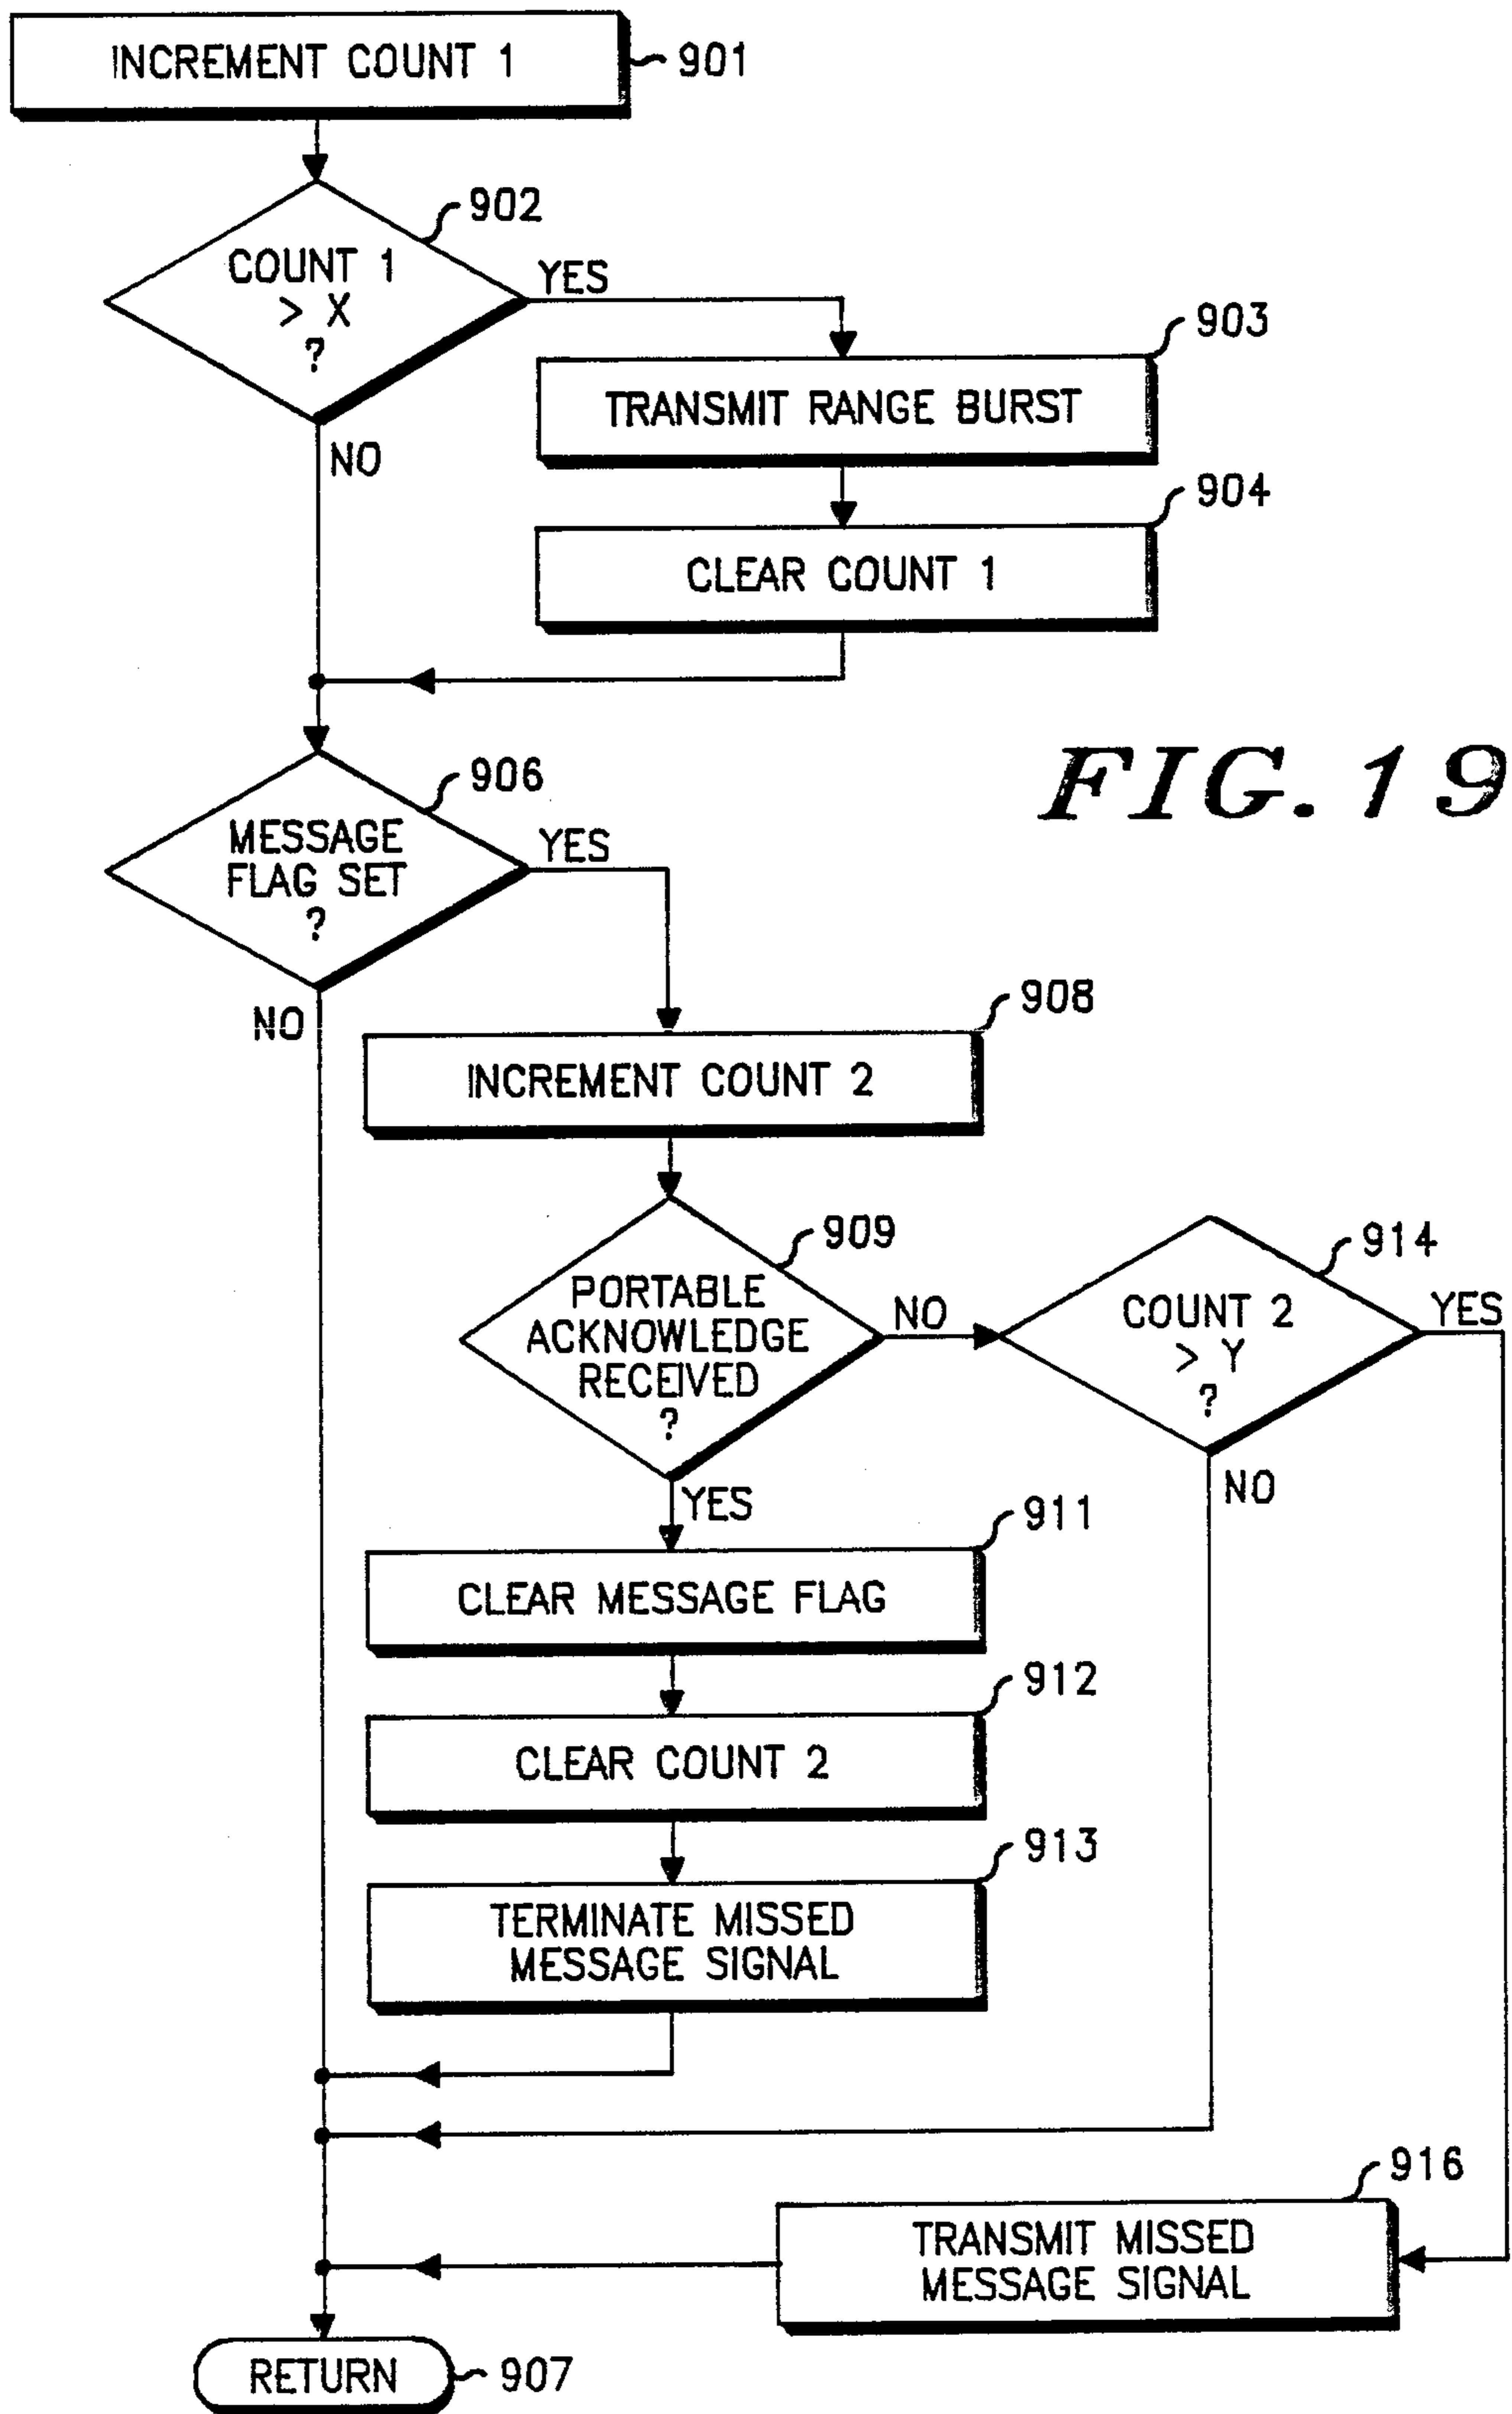 INCREMENT COUNT 1
901
902
COUNT 1
> X
?
YES
NO
903
TRANSMIT RANGE BURST
904
CLEAR COUNT 1
FIG. 19
906
MESSAGE
FLAG SET
?
YES
NO
908
INCREMENT COUNT 2
909
PORTABLE
ACKNOWLEDGE
RECEIVED
?
NO
YES
914
COUNT 2
> Y
?
YES
NO
911
CLEAR MESSAGE FLAG
912
CLEAR COUNT 2
913
TERMINATE MISSED
MESSAGE SIGNAL
916
TRANSMIT MISSED
MESSAGE SIGNAL
RETURN
907